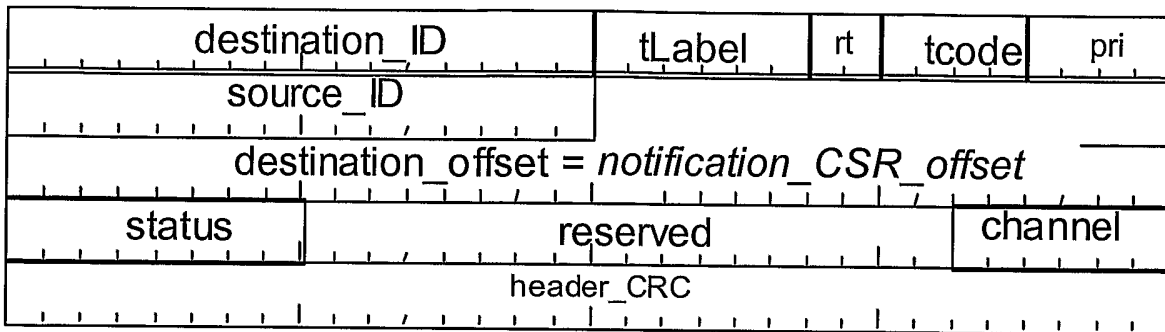 destination_ID tLabel rt tcode pri
source_ID
destination_offset = notification_CSR_offset
status reserved channel
header_CRC